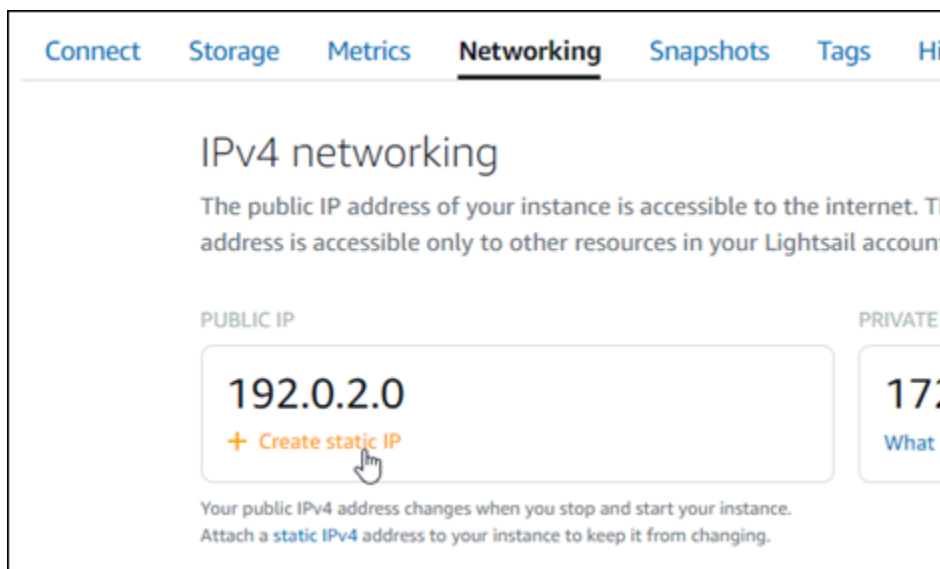 Connect Storage Metrics Networking Snapshots Tags Hi
IPv4 networking
The public IP address of your instance is accessible to the internet. T
address is accessible only to other resources in your Lightsail accoun
PUBLIC IP PRIVATE
192.0.2.0 172
+ Create static IP What
Your public IPv4 address changes when you stop and start your instance.
Attach a static IPv4 address to your instance to keep it from changing.